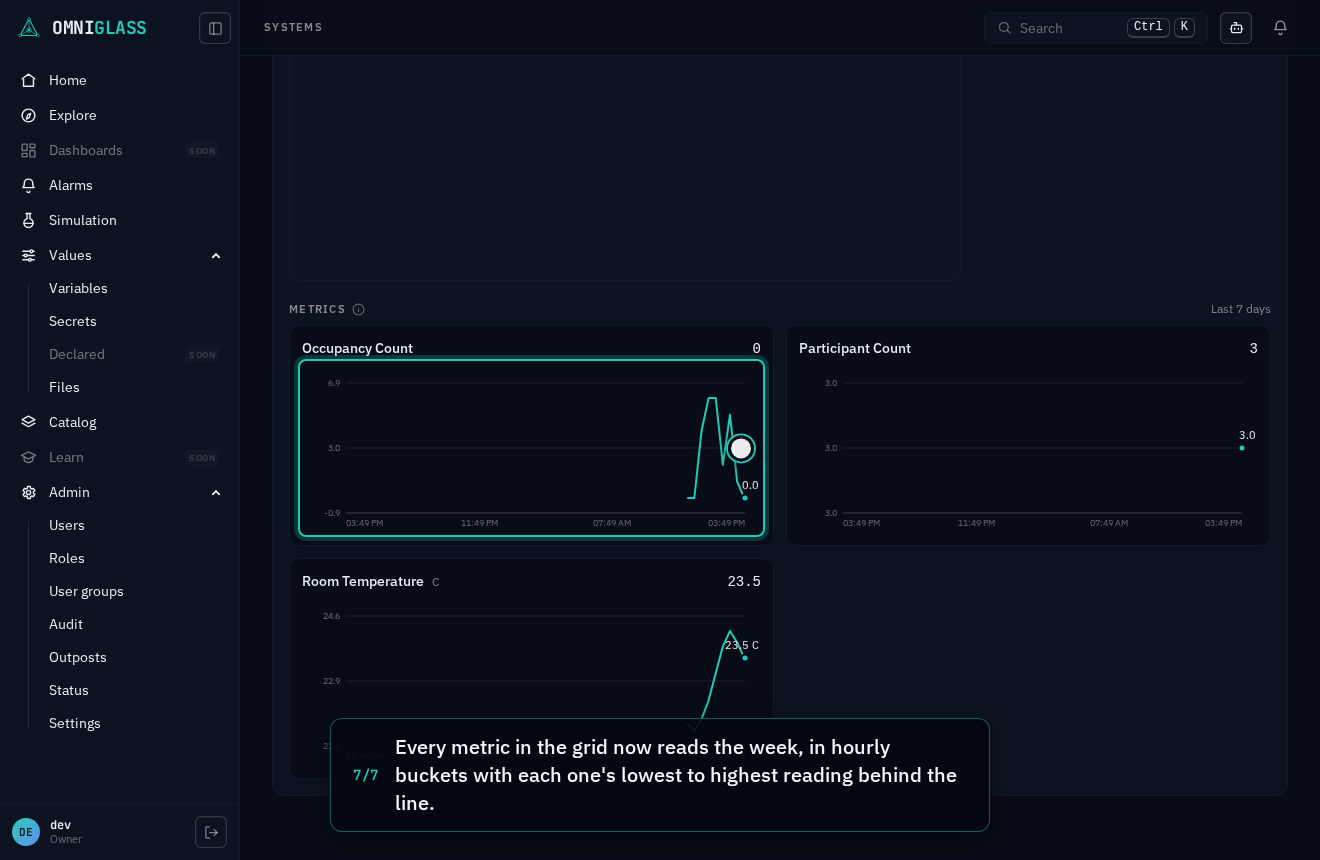 OMNIGLASS
SYSTEMS
Search
Ctrl K
Home
Explore
Dashboards SOON
Alarms
Simulation
Values
Variables
Secrets
Declared SOON
Files
Catalog
Learn SOON
Admin
Users
Roles
User groups
Audit
Outposts
Status
Settings
DE
dev
Owner
METRICS
Last 7 days
Occupancy Count 0
6.9
3.0
-0.9
0.0
03:49 PM 11:49 PM 07:49 AM 03:49 PM
Participant Count 3
3.0
3.0
3.0
3.0
03:49 PM 11:49 PM 07:49 AM 03:49 PM
Room Temperature C 23.5
24.6
23.5 C
22.9
7/7
Every metric in the grid now reads the week, in hourly
buckets with each one's lowest to highest reading behind the
line.